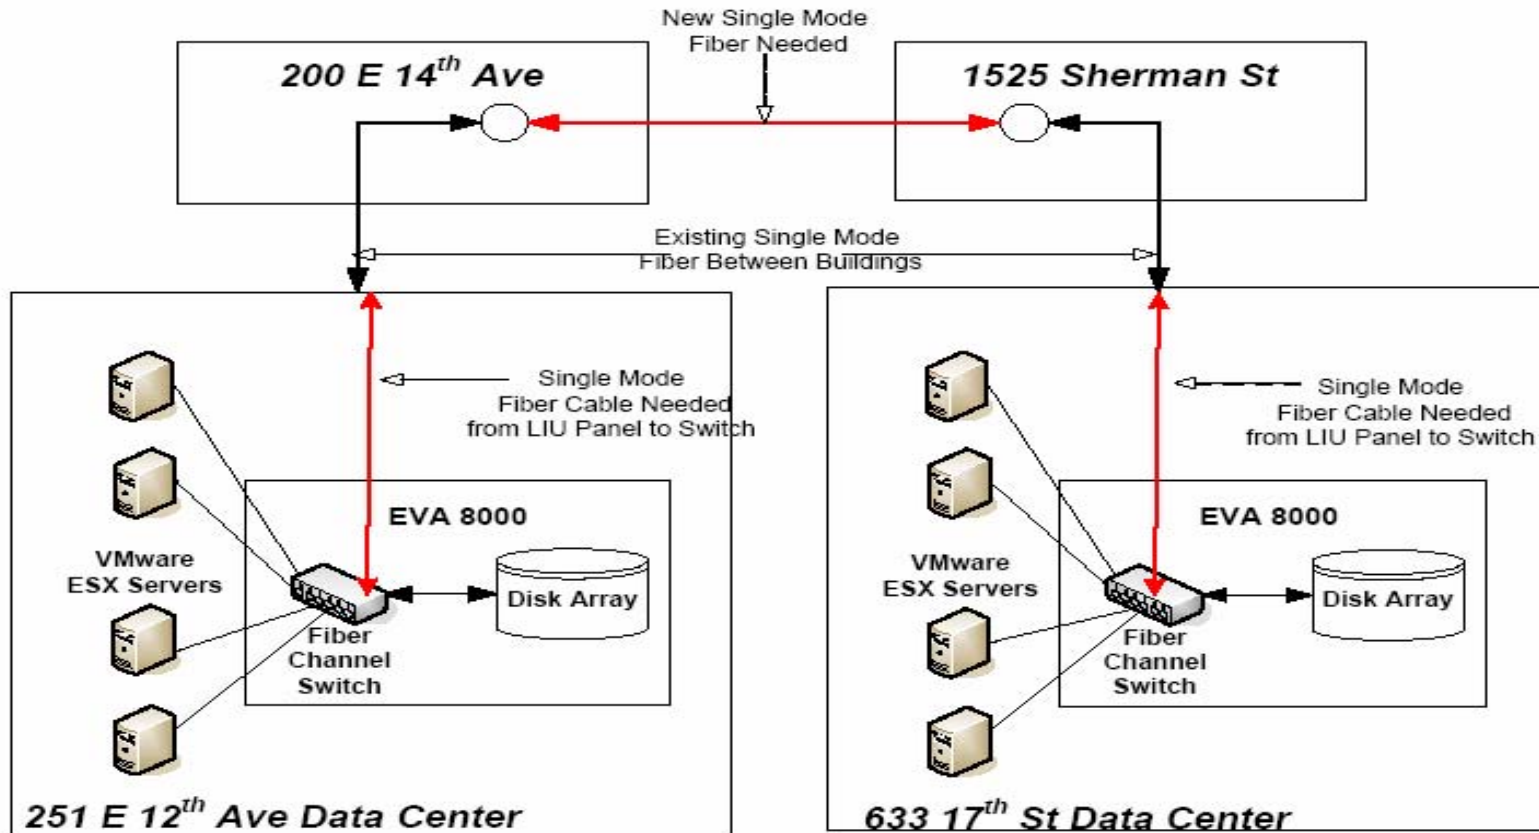 New Single Mode
Fiber Needed
200 E 14th Ave
1525 Sherman St
Existing Single Mode
Fiber Between Buildings
Single Mode
Fiber Cable Needed
from LIU Panel to Switch
EVA 8000
VMware
ESX Servers
Disk Array
Fiber
Channel
Switch
251 E 12th Ave Data Center
Single Mode
Fiber Cable Needed
from LIU Panel to Switch
EVA 8000
VMware
ESX Servers
Disk Array
Fiber
Channel
Switch
633 17th St Data Center